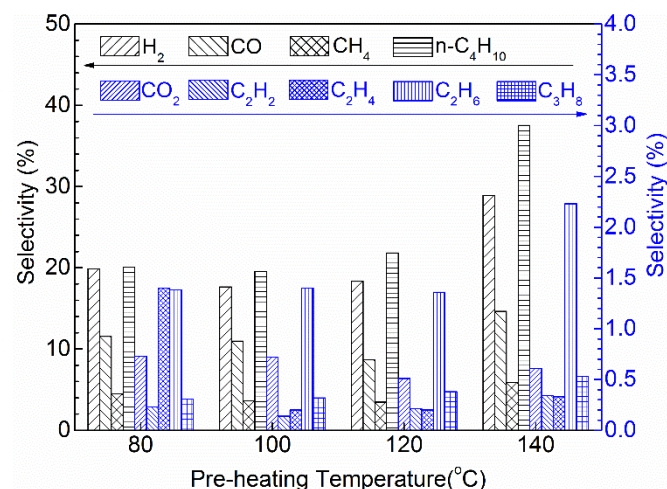 50
40
30
20
10
0
Selectivity (%)
H2 CO CH4 n-C4H10
CO2 C2H2 C2H4 C2H6 C3H8
4.0
3.5
3.0
2.5
2.0
1.5
1.0
0.5
0.0
Selectivity (%)
80 100 120 140
Pre-heating Temperature(°C)